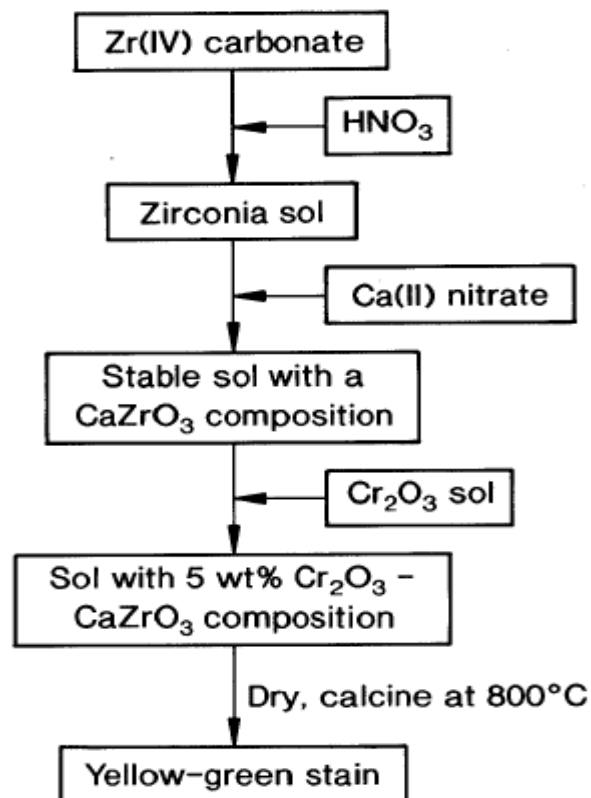 Zr(IV) carbonate
HNO₃
Zirconia sol
Ca(II) nitrate
Stable sol with a
CaZrO₃ composition
Cr₂O₃ sol
Sol with 5 wt% Cr₂O₃ –
CaZrO₃ composition
Dry, calcine at 800°C
Yellow–green stain